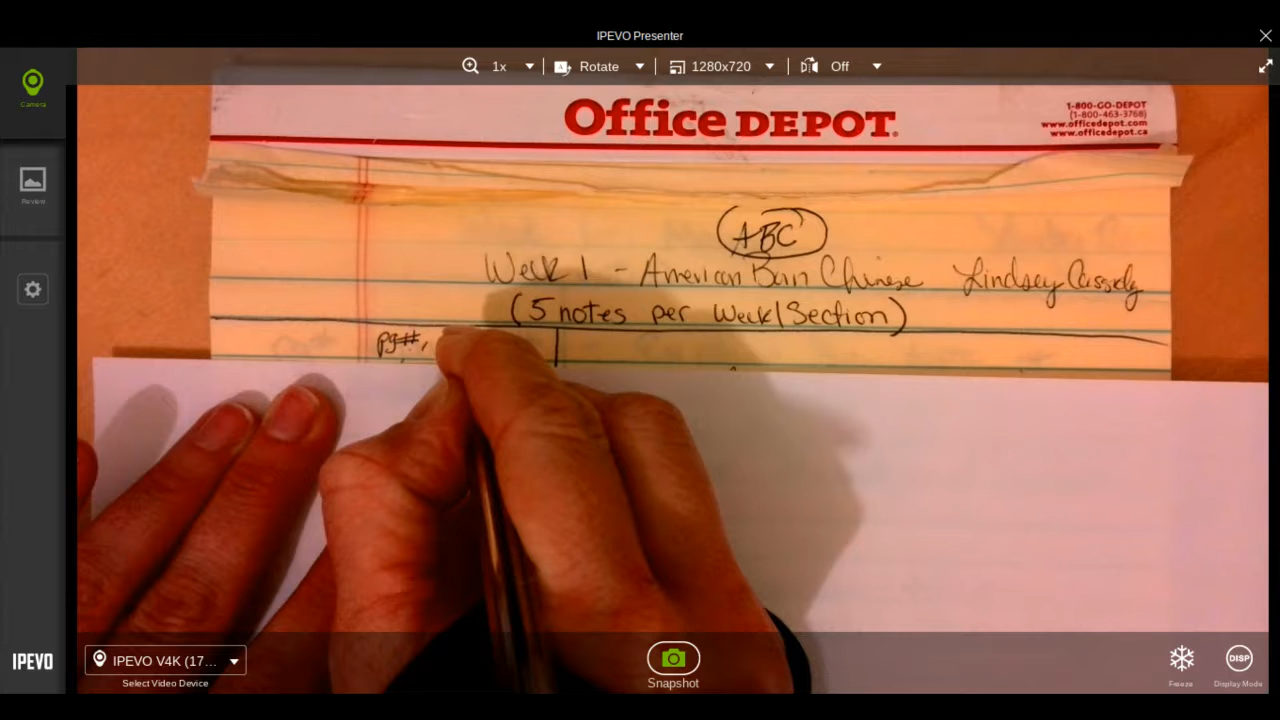 IPEVO Presenter
1x
Rotate
1280x720
Off
Camera
Review
Office DEPOT.
1-800-GO-DEPOT
(1-800-463-3768)
www.officedepot.com
www.officedepot.ca
ABC
Week 1 - American Born Chinese Lindsey Cassidy
(5 notes per Week/Section)
pg#,
IPEVO
IPEVO V4K (17...
Select Video Device
Snapshot
Freeze
DISP
Display Mode